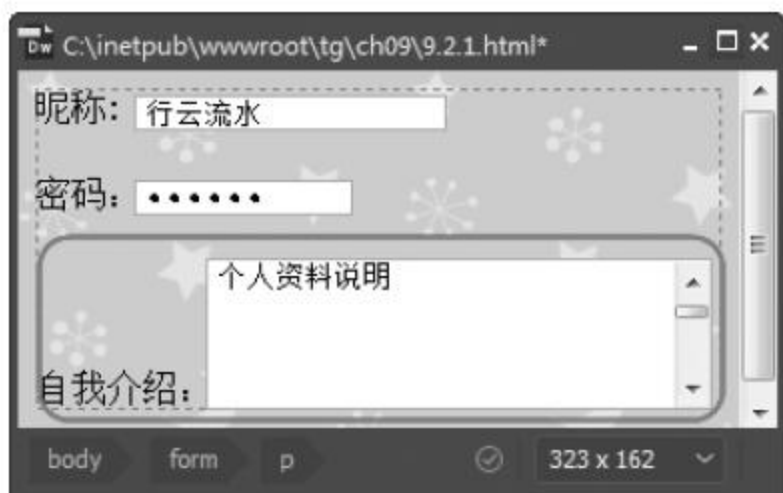 Dw C:\inetpub\wwwroot\tg\ch09\9.2.1.html*
昵称: 行云流水
密码: ••••••
个人资料说明
自我介绍:
body form p 323 x 162